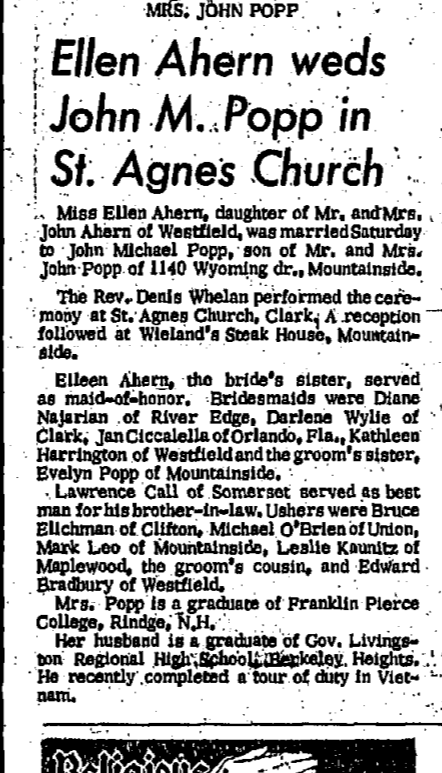 MRS. JOHN POPP
Ellen Ahern weds
John M. Popp in
St. Agnes Church
Miss Ellen Ahern, daughter of Mr. and Mrs.
John Ahern of Westfield, was married Saturday
to John Michael Popp, son of Mr. and Mrs.
John Popp of 1140 Wyoming dr., Mountainside.
The Rev. Denis Whelan performed the cere-
mony at St. Agnes Church, Clark. A reception
followed at Wieland's Steak House, Mountain-
side.
Eileen Ahern, the bride's sister, served
as maid-of-honor. Bridesmaids were Diane
Najarian of River Edge, Darlene Wylie of
Clark, Jan Ciccalella of Orlando, Fla., Kathleen
Harrington of Westfield and the groom's sister,
Evelyn Popp of Mountainside.
Lawrence Call of Somerset served as best
man for his brother-in-law. Ushers were Bruce
Elichman of Clifton, Michael O'Brien of Union,
Mark Leo of Mountainside, Leslie Kaunitz of
Maplewood, the groom's cousin, and Edward
Bradbury of Westfield.
Mrs. Popp is a graduate of Franklin Pierce
College, Rindge, N.H.
Her husband is a graduate of Gov. Livings-
ton Regional High School, Berkeley Heights.
He recently completed a tour of duty in Viet-
nam.
Religious